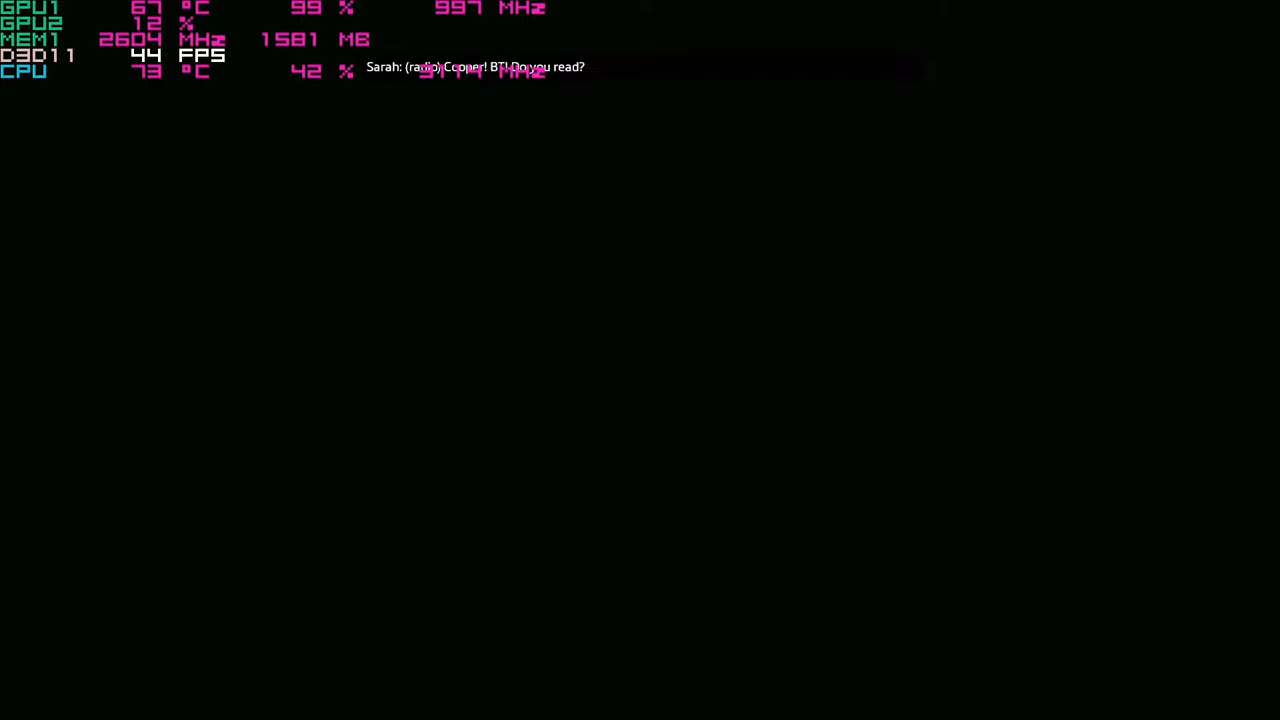 GPU1 67 °C 99 % 997 MHz
GPU2 12 %
MEM1 2604 MHz 1581 MB
D3D11 44 FPS
Sarah: (radio) Cooper! BT! Do you read?
CPU 73 °C 42 % MHz